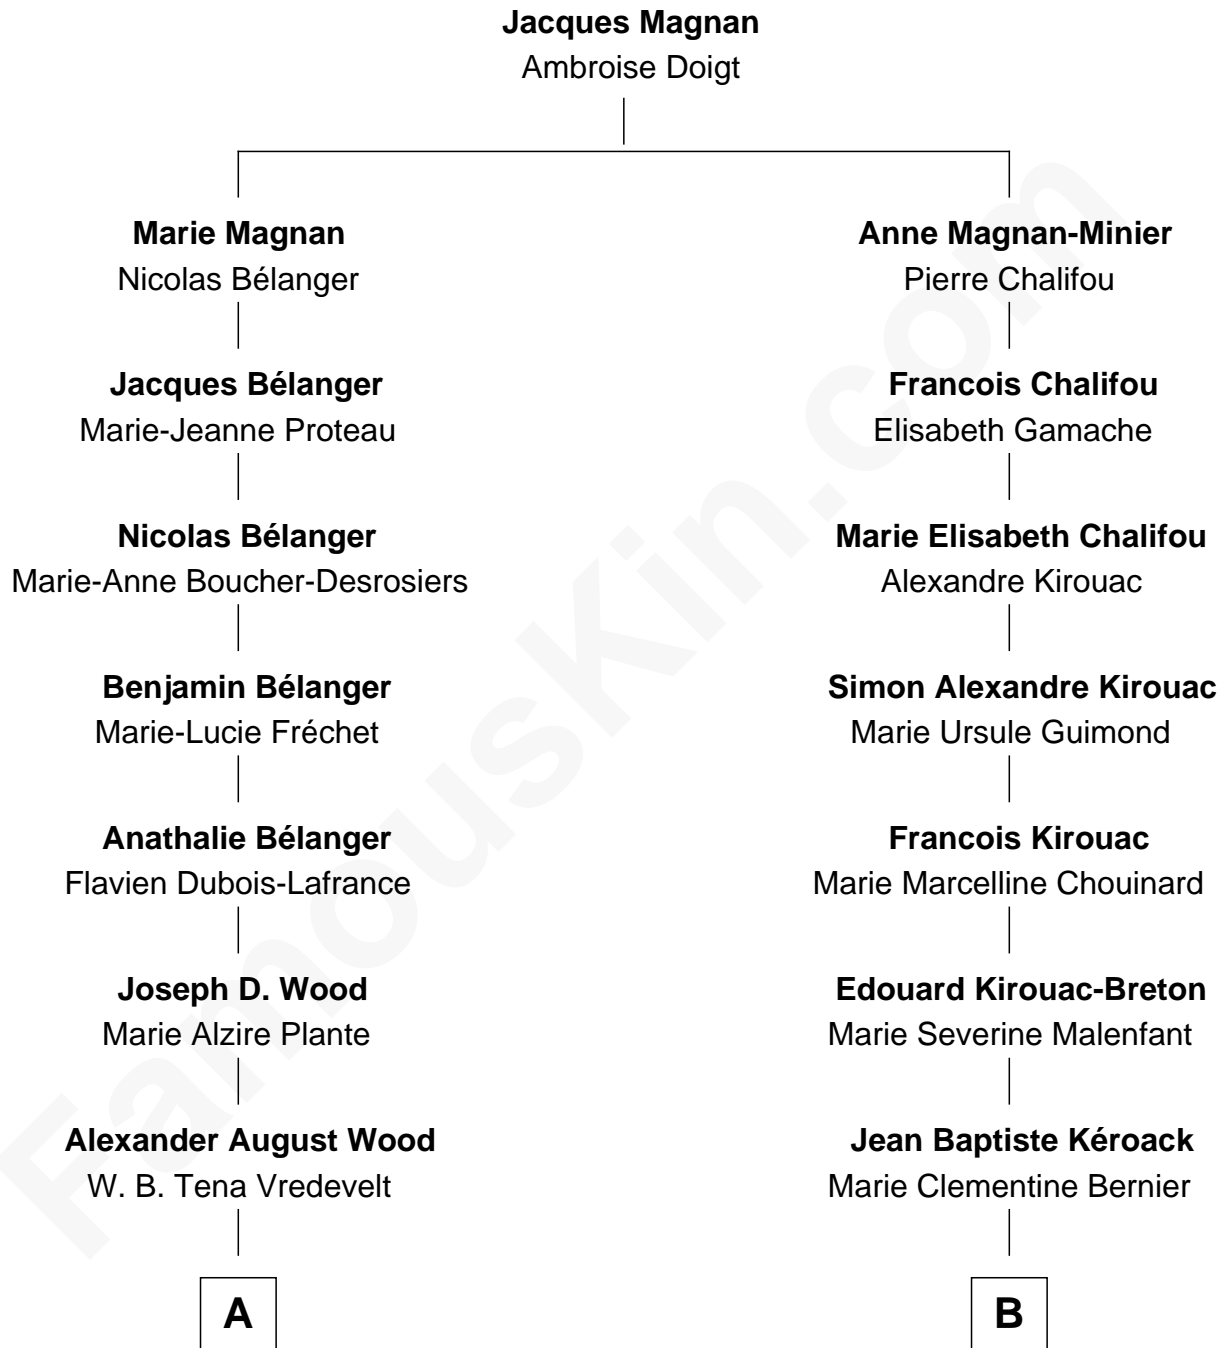 Jacques Magnan
Ambroise Doigt
Marie Magnan
Nicolas Bélanger
Anne Magnan-Minier
Pierre Chalifou
Jacques Bélanger
Marie-Jeanne Proteau
Francois Chalifou
Elisabeth Gamache
Nicolas Bélanger
Marie-Anne Boucher-Desrosiers
Marie Elisabeth Chalifou
Alexandre Kirouac
Benjamin Bélanger
Marie-Lucie Fréchet
Simon Alexandre Kirouac
Marie Ursule Guimond
Anathalie Bélanger
Flavien Dubois-Lafrance
Francois Kirouac
Marie Marcelline Chouinard
Joseph D. Wood
Marie Alzire Plante
Edouard Kirouac-Breton
Marie Severine Malenfant
Alexander August Wood
W. B. Tena Vredevelt
Jean Baptiste Kéroack
Marie Clementine Bernier
A
B
FamousKin.com